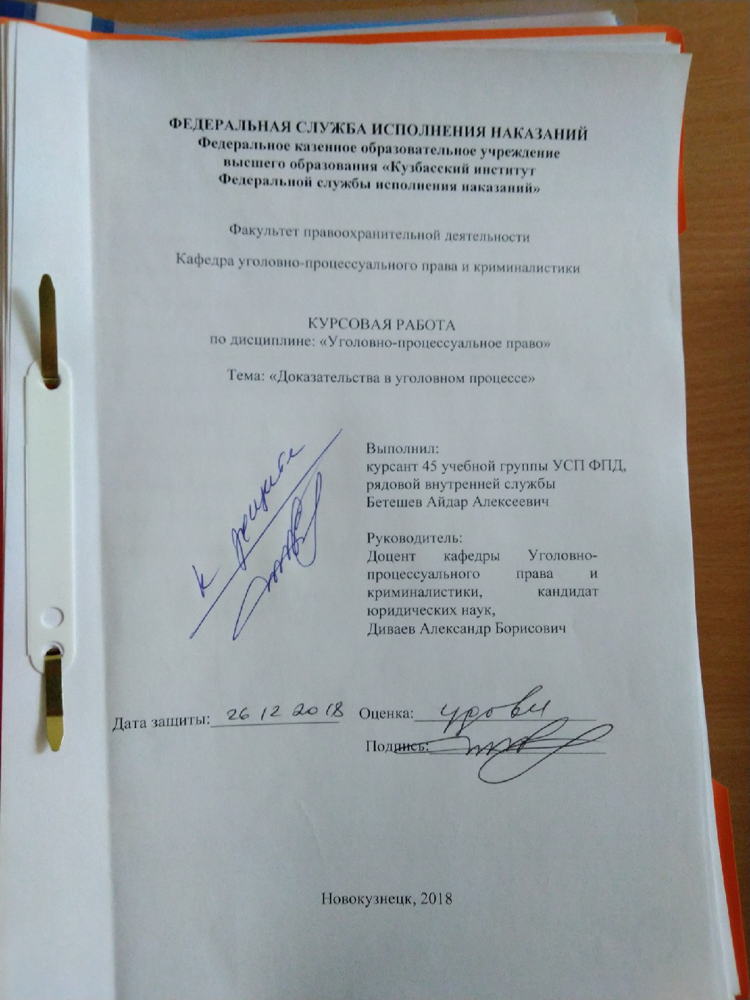 ФЕДЕРАЛЬНАЯ СЛУЖБА ИСПОЛНЕНИЯ НАКАЗАНИЙ
Федеральное казенное образовательное учреждение
высшего образования «Кузбасский институт
Федеральной службы исполнения наказаний»
Факультет правоохранительной деятельности
Кафедра уголовно-процессуального права и криминалистики
КУРСОВАЯ РАБОТА
по дисциплине: «Уголовно-процессуальное право»
Тема: «Доказательства в уголовном процессе»
к защите
Выполнил:
курсант 45 учебной группы УСП ФПД,
рядовой внутренней службы
Бетешев Айдар Алексеевич
Руководитель:
Доцент кафедры Уголовно-
процессуального права и
криминалистики, кандидат
юридических наук,
Диваев Александр Борисович
Дата защиты: 26 12 2018 Оценка: удовл
Подпись:
Новокузнецк, 2018